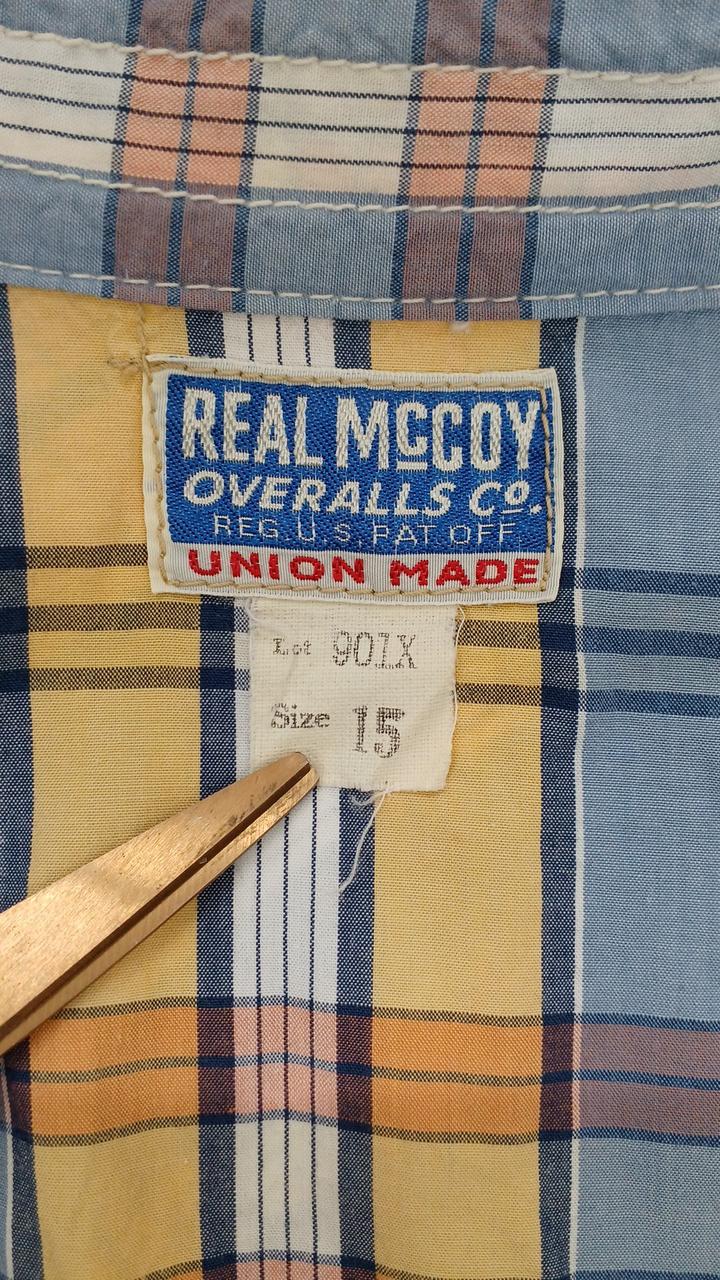 REAL McCOY
OVERALLS Co.
REG. U.S. PAT. OFF
UNION MADE
Lot 901X
Size 15